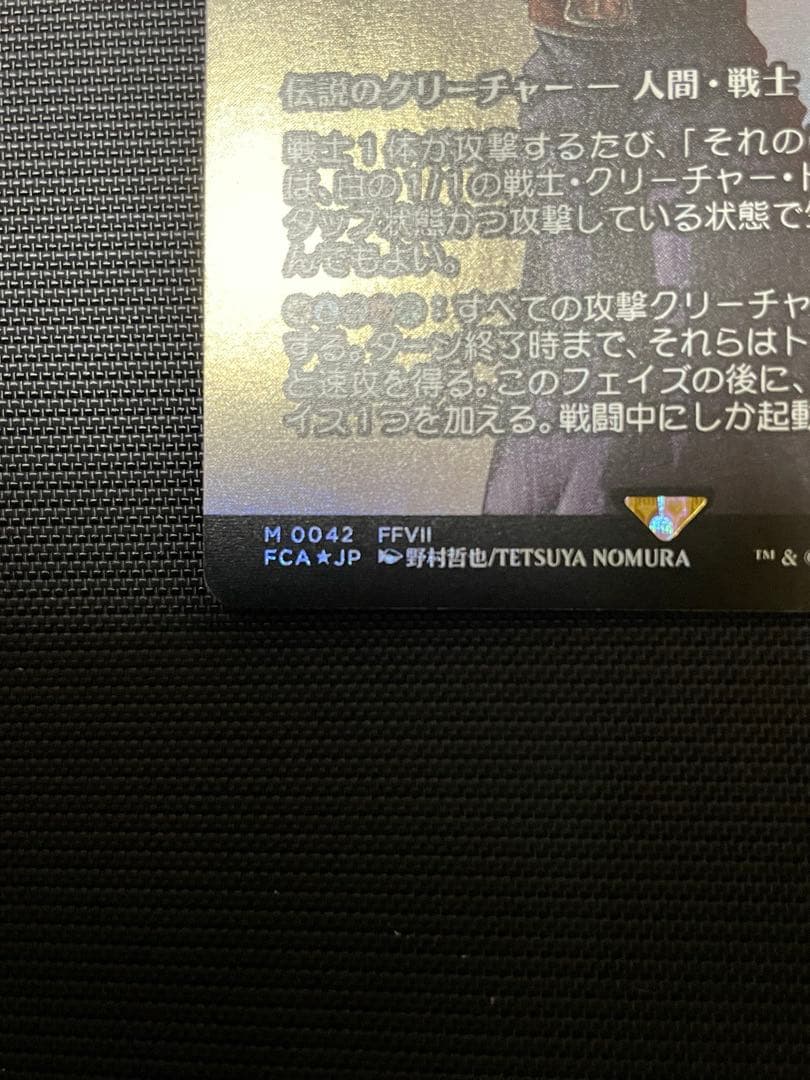 伝説のクリーチャー — 人間・戦士
戦士1体が攻撃するたび、「それの
は、白の1/1の戦士・クリーチャー・ト
タップ状態かつ攻撃している状態で
んでもよい。
:すべての攻撃クリーチャ
する。ターン終了時まで、それらはト
と速攻を得る。このフェイズの後に、
イズ1つを加える。戦闘中にしか起動
M 0042 FFVII
FCA★JP 野村哲也/TETSUYA NOMURA ™ &